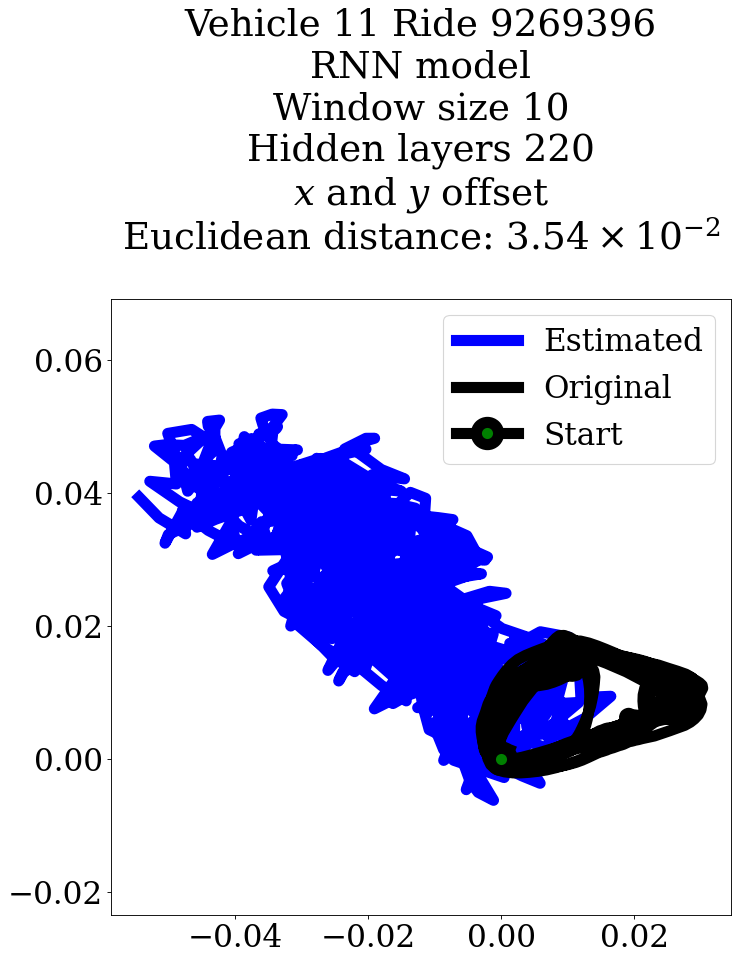 Vehicle 11 Ride 9269396
RNN model
Window size 10
Hidden layers 220
x and y offset
Euclidean distance: 3.54 × 10⁻²
Estimated
Original
Start
0.06
0.04
0.02
0.00
−0.02
−0.04 −0.02 0.00 0.02